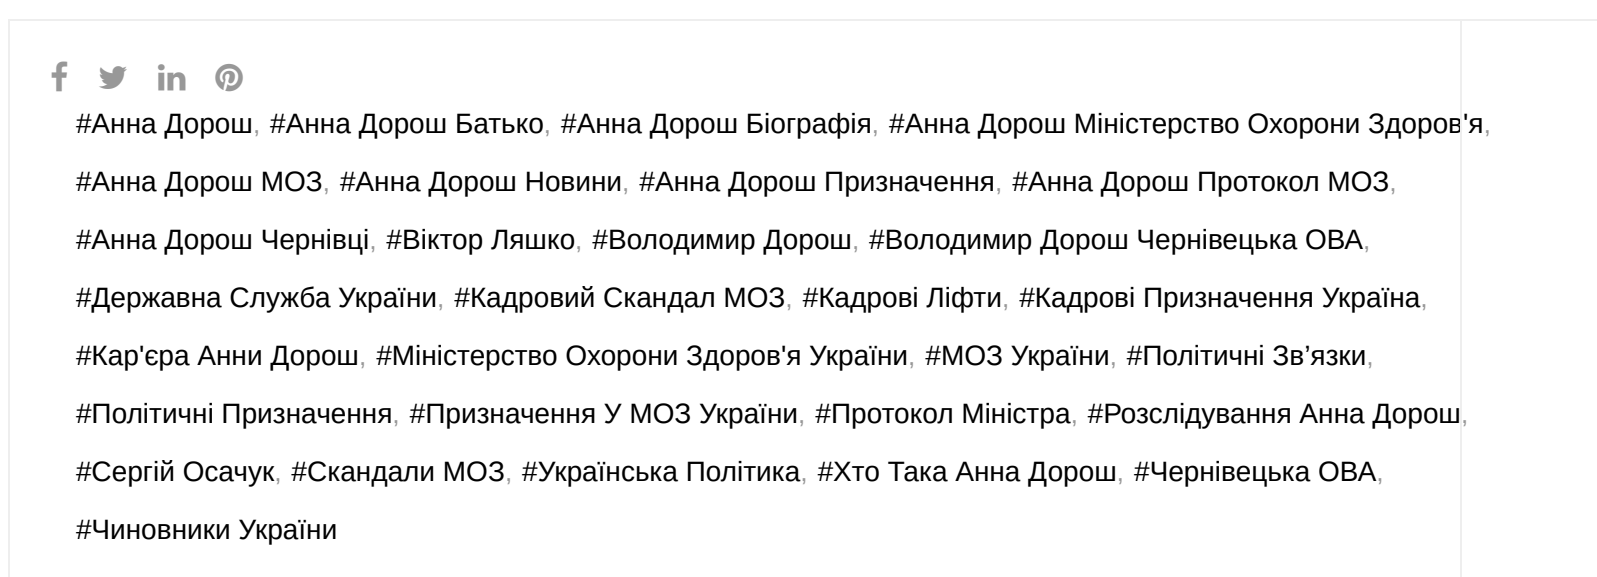 #Анна Дорош, #Анна Дорош Батько, #Анна Дорош Біографія, #Анна Дорош Міністерство Охорони Здоров'я,
#Анна Дорош МОЗ, #Анна Дорош Новини, #Анна Дорош Призначення, #Анна Дорош Протокол МОЗ,
#Анна Дорош Чернівці, #Віктор Ляшко, #Володимир Дорош, #Володимир Дорош Чернівецька ОВА,
#Державна Служба України, #Кадровий Скандал МОЗ, #Кадрові Ліфти, #Кадрові Призначення Україна,
#Кар'єра Анни Дорош, #Міністерство Охорони Здоров'я України, #МОЗ України, #Політичні Зв’язки,
#Політичні Призначення, #Призначення У МОЗ України, #Протокол Міністра, #Розслідування Анна Дорош,
#Сергій Осачук, #Скандали МОЗ, #Українська Політика, #Хто Така Анна Дорош, #Чернівецька ОВА,
#Чиновники України